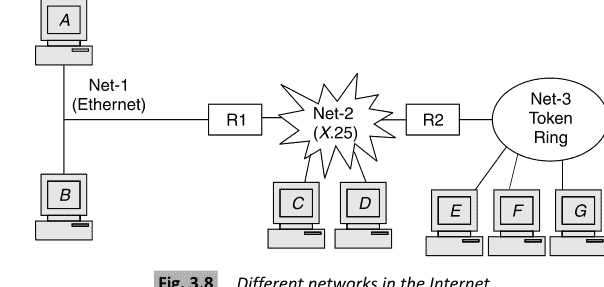 A
Net-1
(Ethernet)
R1
Net-2
(X.25)
R2
Net-3
Token
Ring
B
C
D
E
F
G
Fig. 3.8 Different networks in the Internet